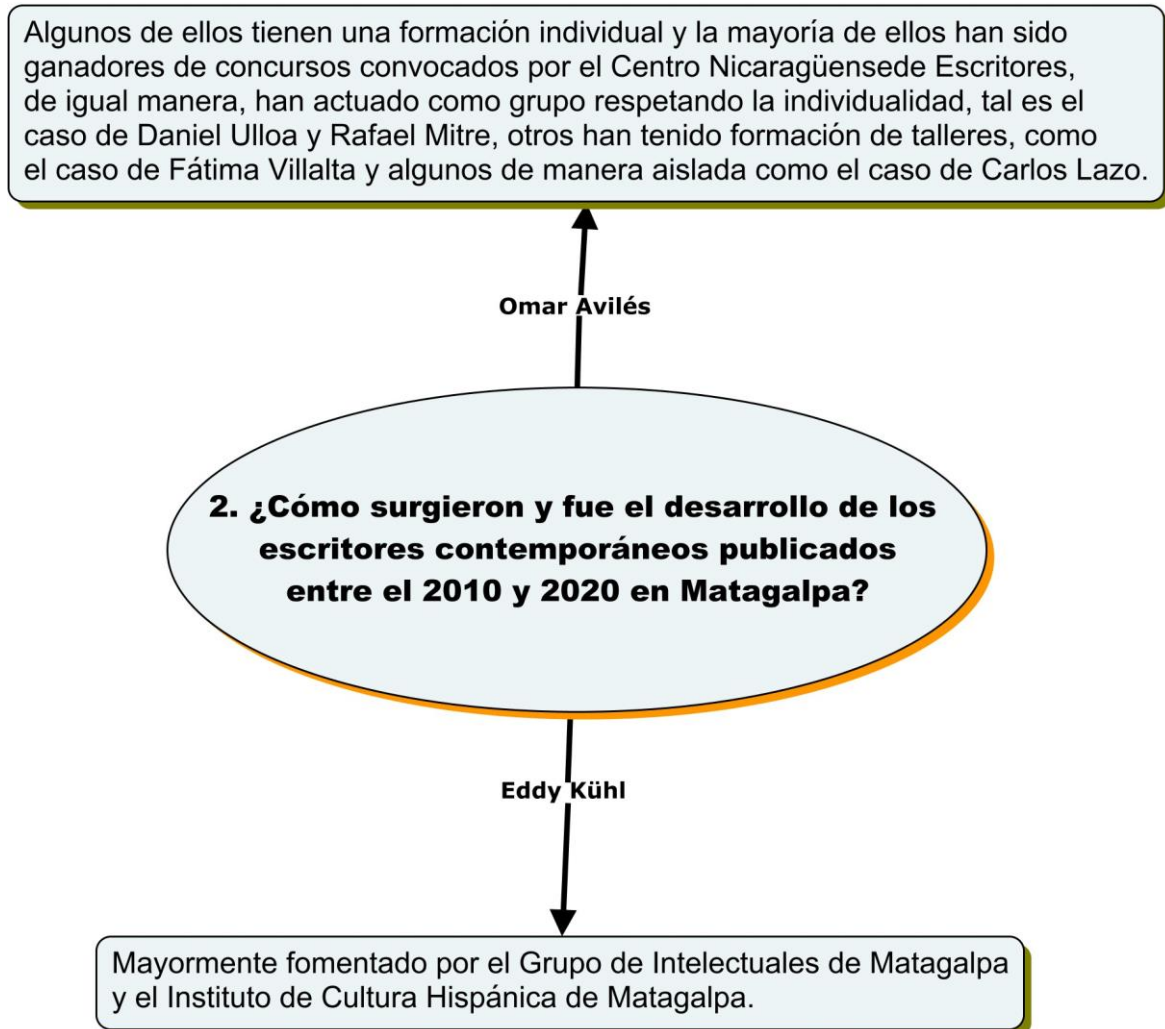 Algunos de ellos tienen una formación individual y la mayoría de ellos han sido
ganadores de concursos convocados por el Centro Nicaragüensede Escritores,
de igual manera, han actuado como grupo respetando la individualidad, tal es el
caso de Daniel Ulloa y Rafael Mitre, otros han tenido formación de talleres, como
el caso de Fátima Villalta y algunos de manera aislada como el caso de Carlos Lazo.
Omar Avilés
2. ¿Cómo surgieron y fue el desarrollo de los
escritores contemporáneos publicados
entre el 2010 y 2020 en Matagalpa?
Eddy Kühl
Mayormente fomentado por el Grupo de Intelectuales de Matagalpa
y el Instituto de Cultura Hispánica de Matagalpa.